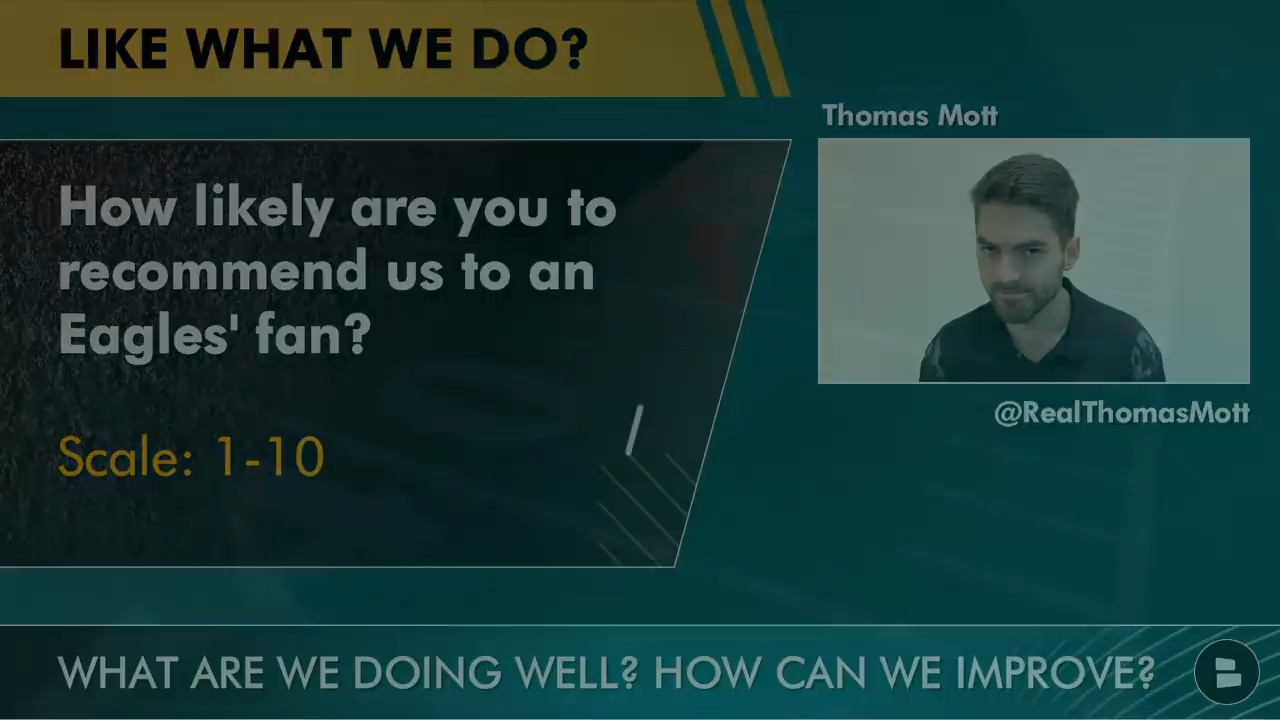 LIKE WHAT WE DO?
Thomas Mott
How likely are you to
recommend us to an
Eagles' fan?
@RealThomasMott
Scale: 1-10
WHAT ARE WE DOING WELL? HOW CAN WE IMPROVE?